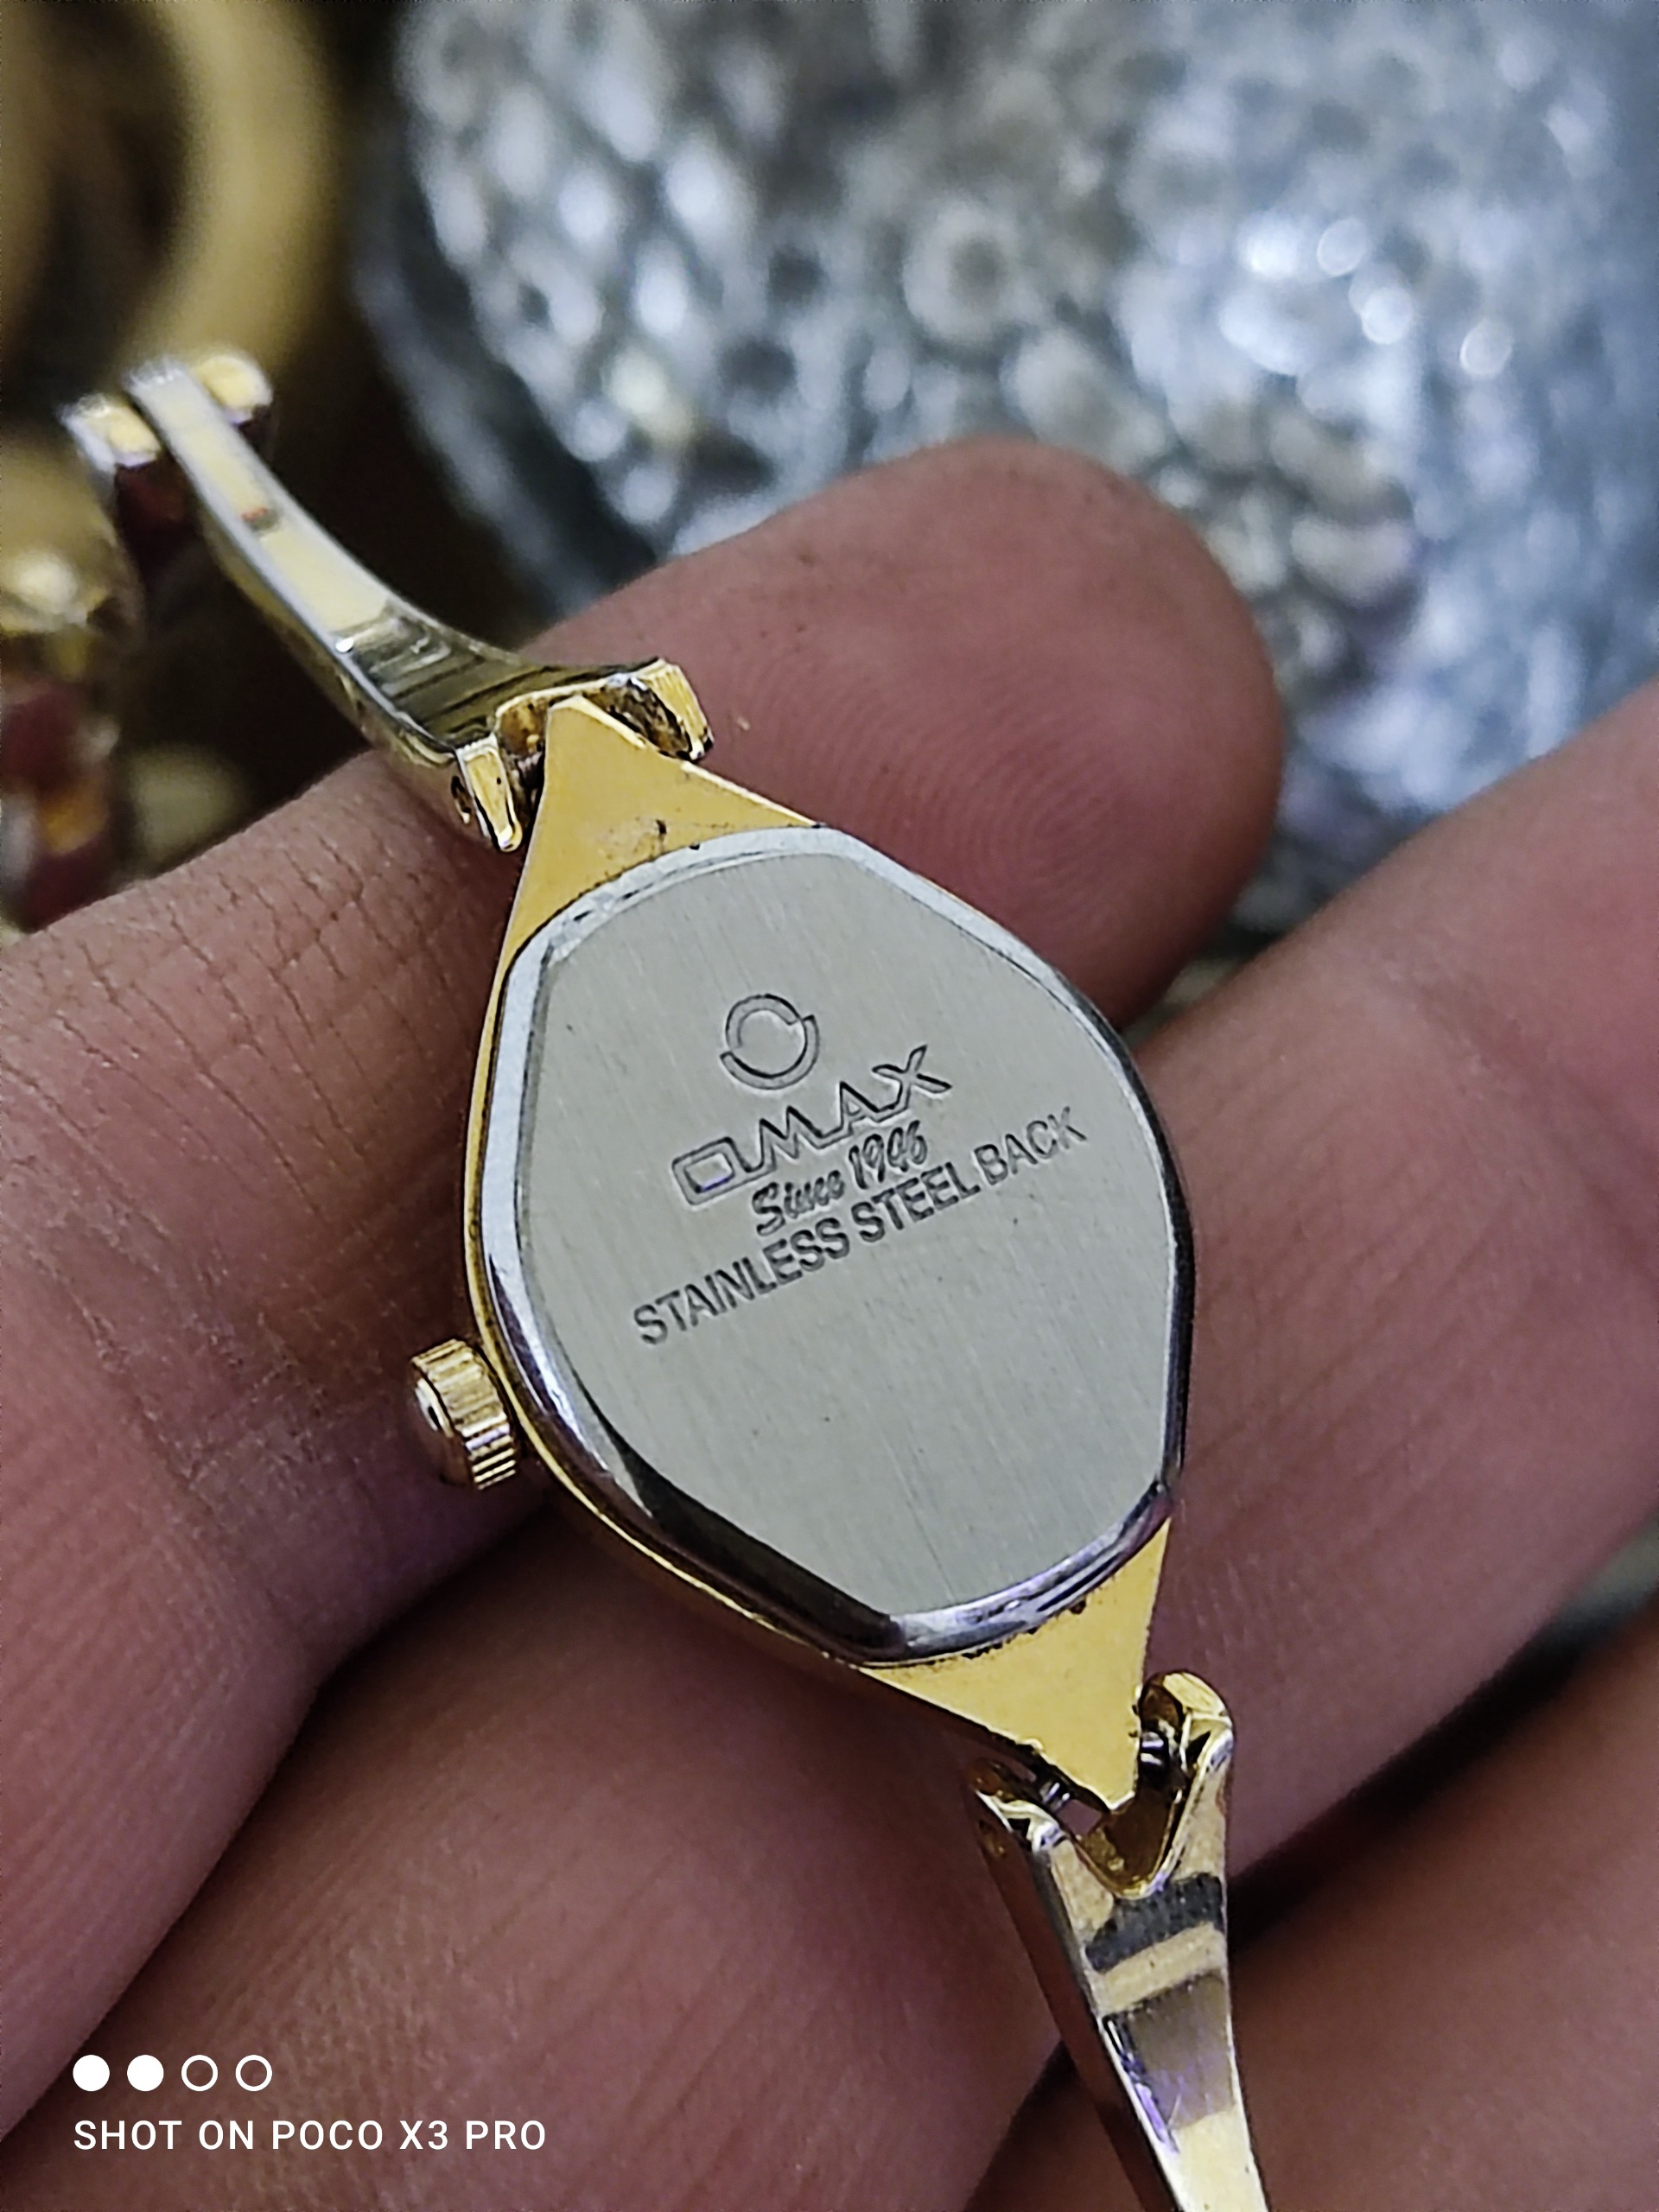 OMAX
Since 1946
STAINLESS STEEL BACK
SHOT ON POCO X3 PRO